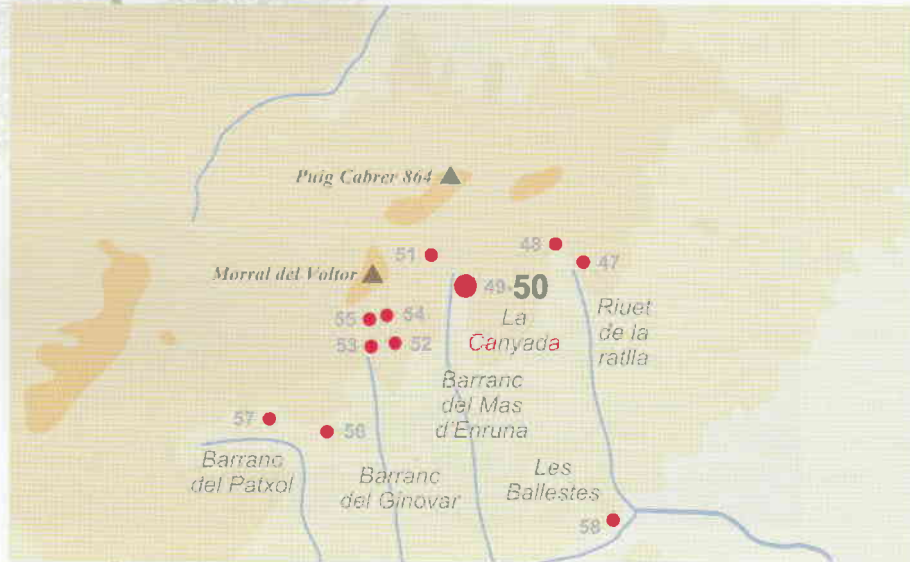 Puig Cabrer 864
48
51
47
Morral del Voltor
49-50
La
Canyada
Riuet
de la
ratlla
55
54
53
52
Barranc
del Mas
d'Enruna
57
56
Barranc
del Patxol
Barranc
del Ginovar
Les
Ballestes
58